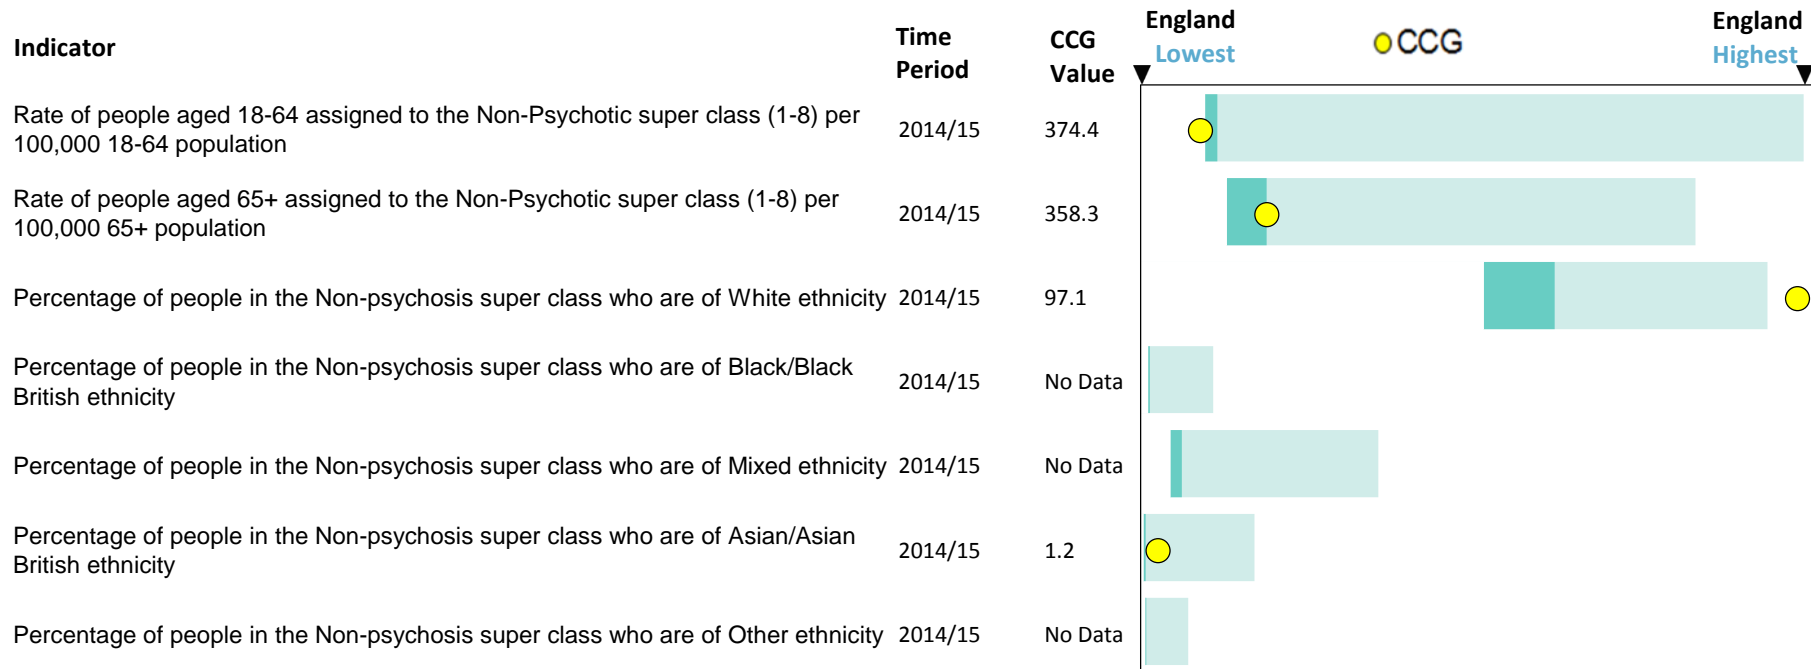 Indicator
Time
Period
CCG
Value
England
Lowest
CCG
England
Highest
Rate of people aged 18-64 assigned to the Non-Psychotic super class (1-8) per
100,000 18-64 population
2014/15
374.4
Rate of people aged 65+ assigned to the Non-Psychotic super class (1-8) per
100,000 65+ population
2014/15
358.3
Percentage of people in the Non-psychosis super class who are of White ethnicity
2014/15
97.1
Percentage of people in the Non-psychosis super class who are of Black/Black
British ethnicity
2014/15
No Data
Percentage of people in the Non-psychosis super class who are of Mixed ethnicity
2014/15
No Data
Percentage of people in the Non-psychosis super class who are of Asian/Asian
British ethnicity
2014/15
1.2
Percentage of people in the Non-psychosis super class who are of Other ethnicity
2014/15
No Data